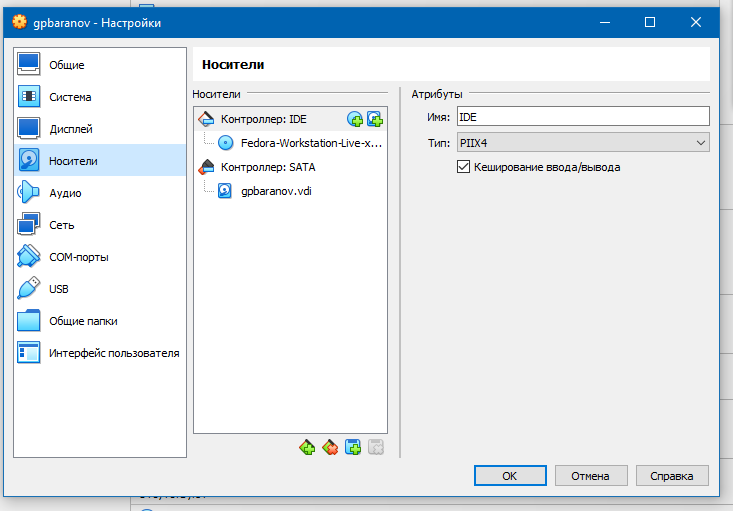 gpbaranov - Настройки
Общие
Система
Дисплей
Носители
Аудио
Сеть
COM-порты
USB
Общие папки
Интерфейс пользователя
Носители
Носители
Контроллер: IDE
Fedora-Workstation-Live-x...
Контроллер: SATA
gpbaranov.vdi
Атрибуты
Имя: IDE
Тип: PIIX4
Кеширование ввода/вывода
OK
Отмена
Справка